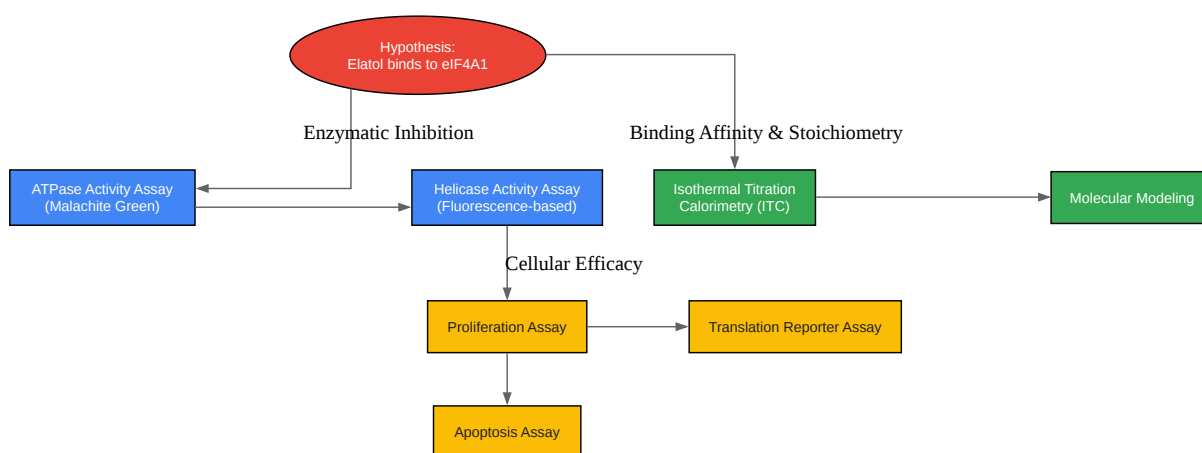 Hypothesis:
Elatol binds to eIF4A1
Enzymatic Inhibition
Binding Affinity & Stoichiometry
ATPase Activity Assay
(Malachite Green)
Helicase Activity Assay
(Fluorescence-based)
Isothermal Titration
Calorimetry (ITC)
Molecular Modeling
Cellular Efficacy
Proliferation Assay
Translation Reporter Assay
Apoptosis Assay